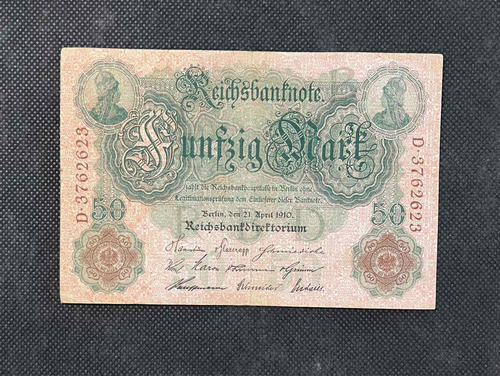 Reichsbanknote.
Fünfzig Mark
zahlt die Reichsbankhauptkasse in Berlin ohne
Legitimationsprüfung dem Einlieferer dieser Banknote.
Berlin, den 21. April 1910.
Reichsbankdirektorium
50
50
D·3762623
D·3762623